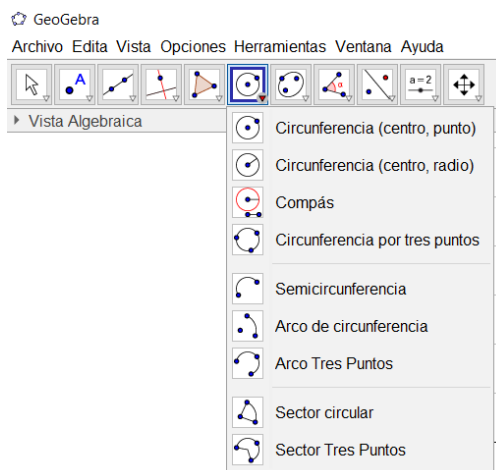 GeoGebra
Archivo Edita Vista Opciones Herramientas Ventana Ayuda
A α a=2
Vista Algebraica
Circunferencia (centro, punto)
Circunferencia (centro, radio)
Compás
Circunferencia por tres puntos
Semicircunferencia
Arco de circunferencia
Arco Tres Puntos
Sector circular
Sector Tres Puntos